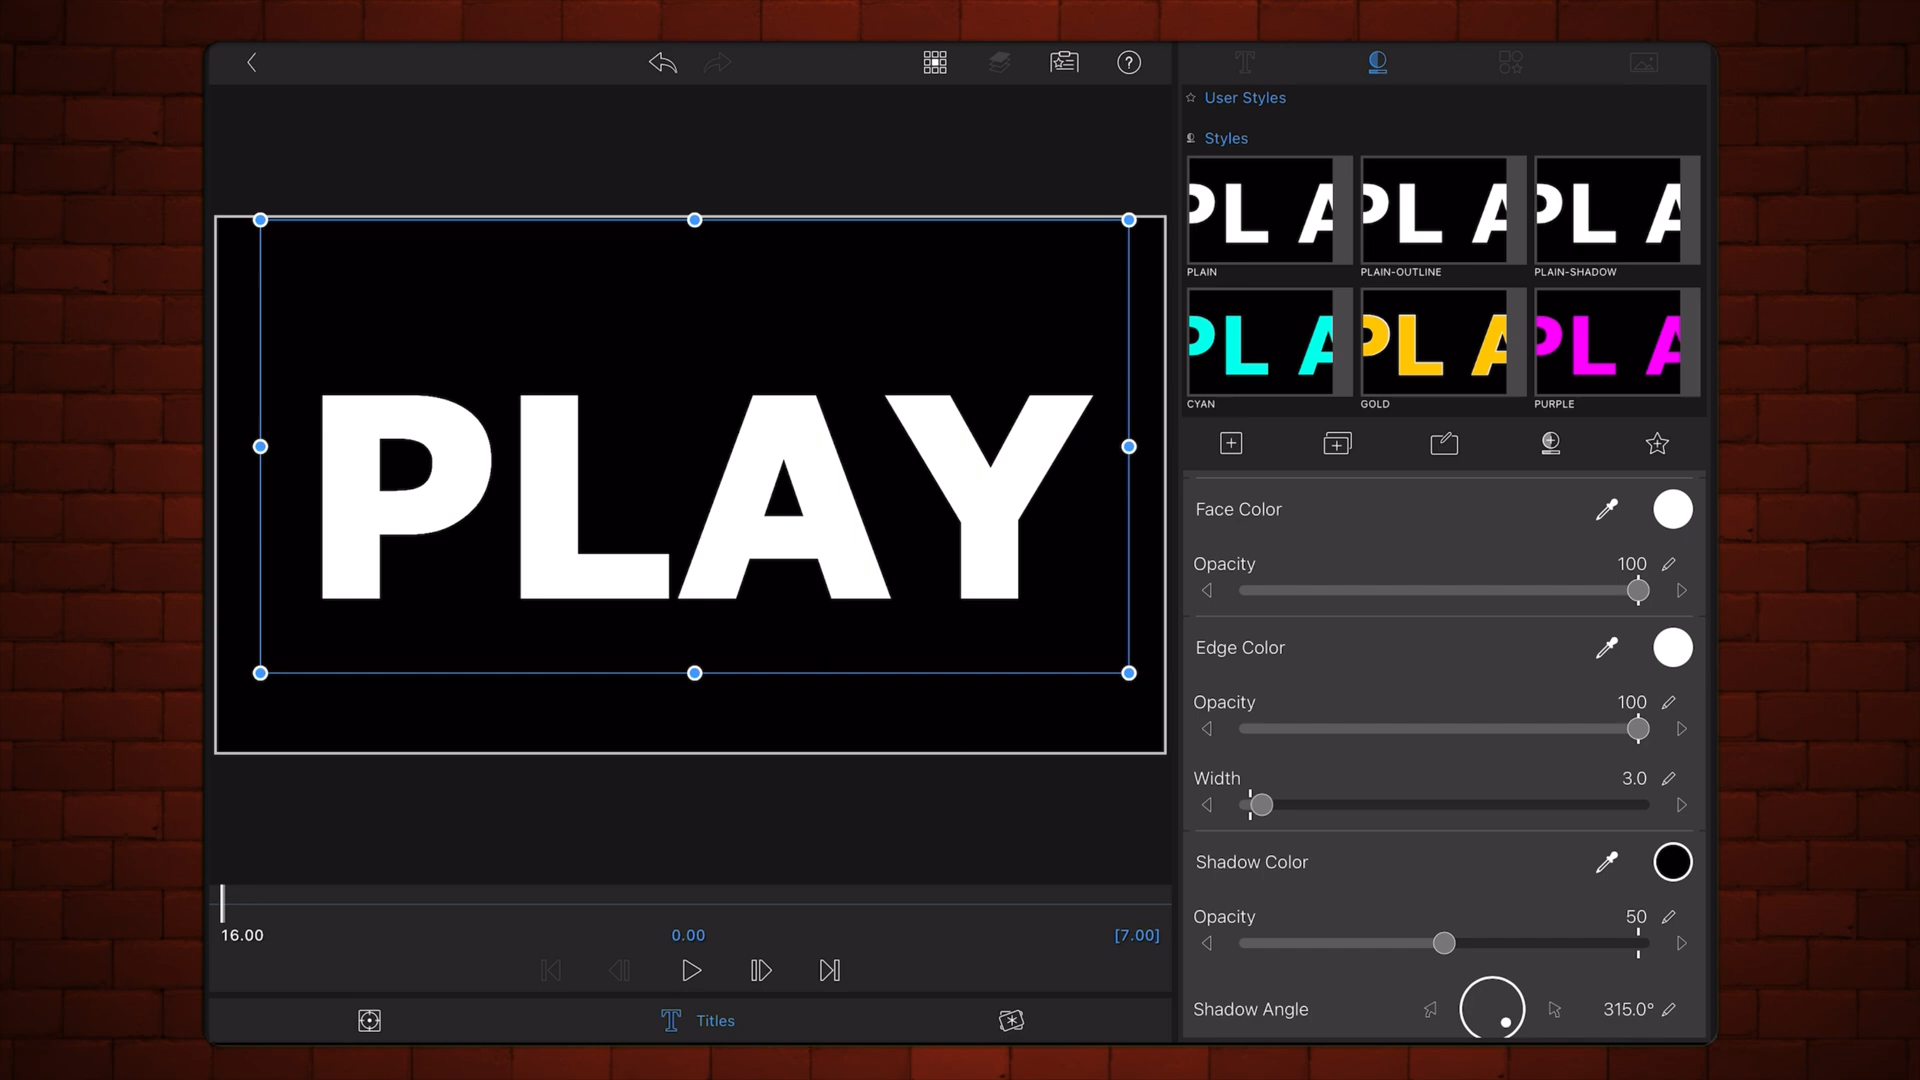 User Styles
Styles
PL A
PL A
PL A
PLAIN
PLAIN-OUTLINE
PLAIN-SHADOW
PL A
PL A
PL A
CYAN
GOLD
PURPLE
PLAY
Face Color
Opacity
100
Edge Color
Opacity
100
Width
3.0
Shadow Color
Opacity
50
Shadow Angle
315.0°
16.00
0.00
[7.00]
T Titles